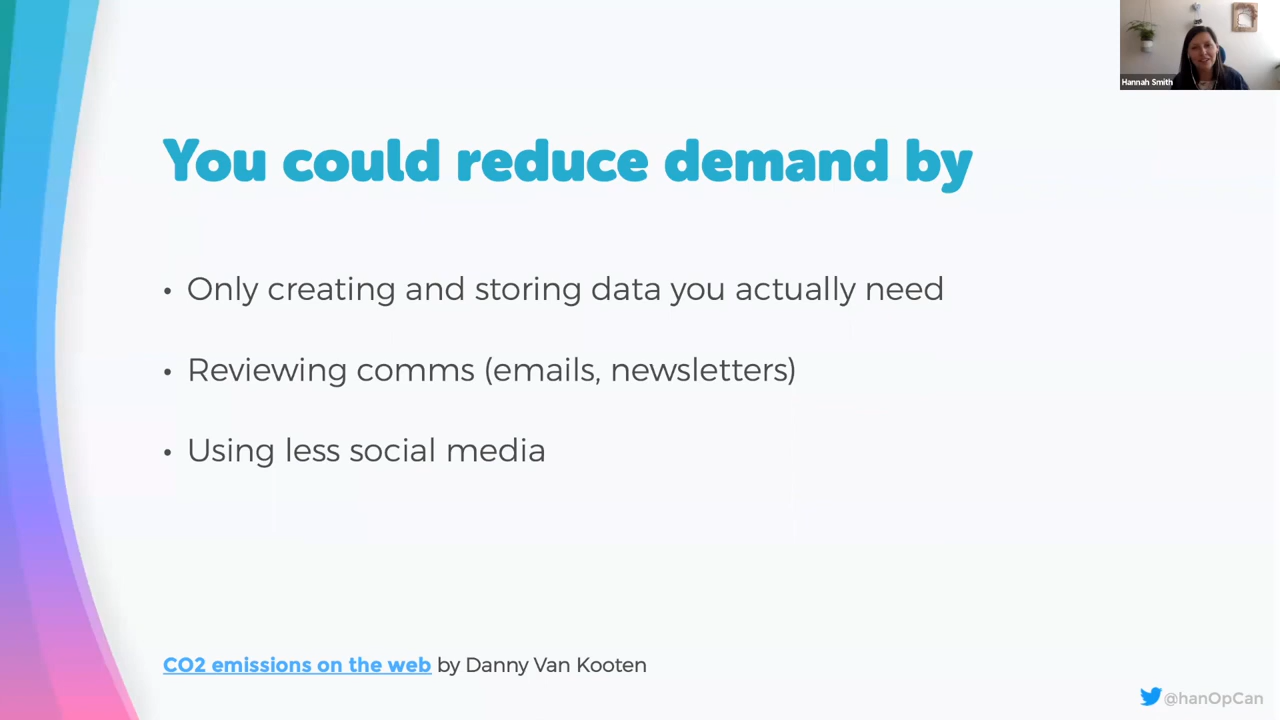 Hannah Smith
You could reduce demand by
• Only creating and storing data you actually need
• Reviewing comms (emails, newsletters)
• Using less social media
CO2 emissions on the web by Danny Van Kooten
@hanOpCan